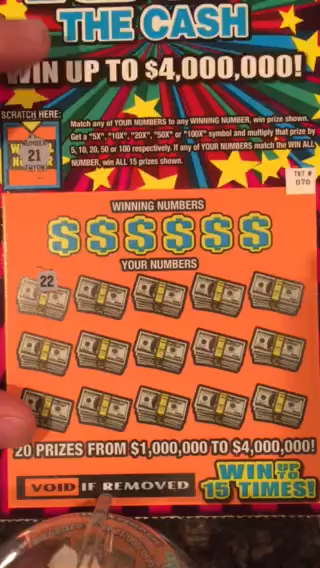 THE CASH
WIN UP TO $4,000,000!
SCRATCH HERE:
21
Match any of YOUR NUMBERS to any WINNING NUMBER, win prize shown.
Get a "5X", "10X", "20X", "50X" or "100X" symbol and multiply that prize by
5, 10, 20, 50 or 100 respectively. If any of YOUR NUMBERS match the WIN ALL
NUMBER, win ALL 15 prizes shown.
TKT #
070
WINNING NUMBERS
$$$$$$
YOUR NUMBERS
22
20 PRIZES FROM $1,000,000 TO $4,000,000!
VOID IF REMOVED
WIN UP TO
15 TIMES!